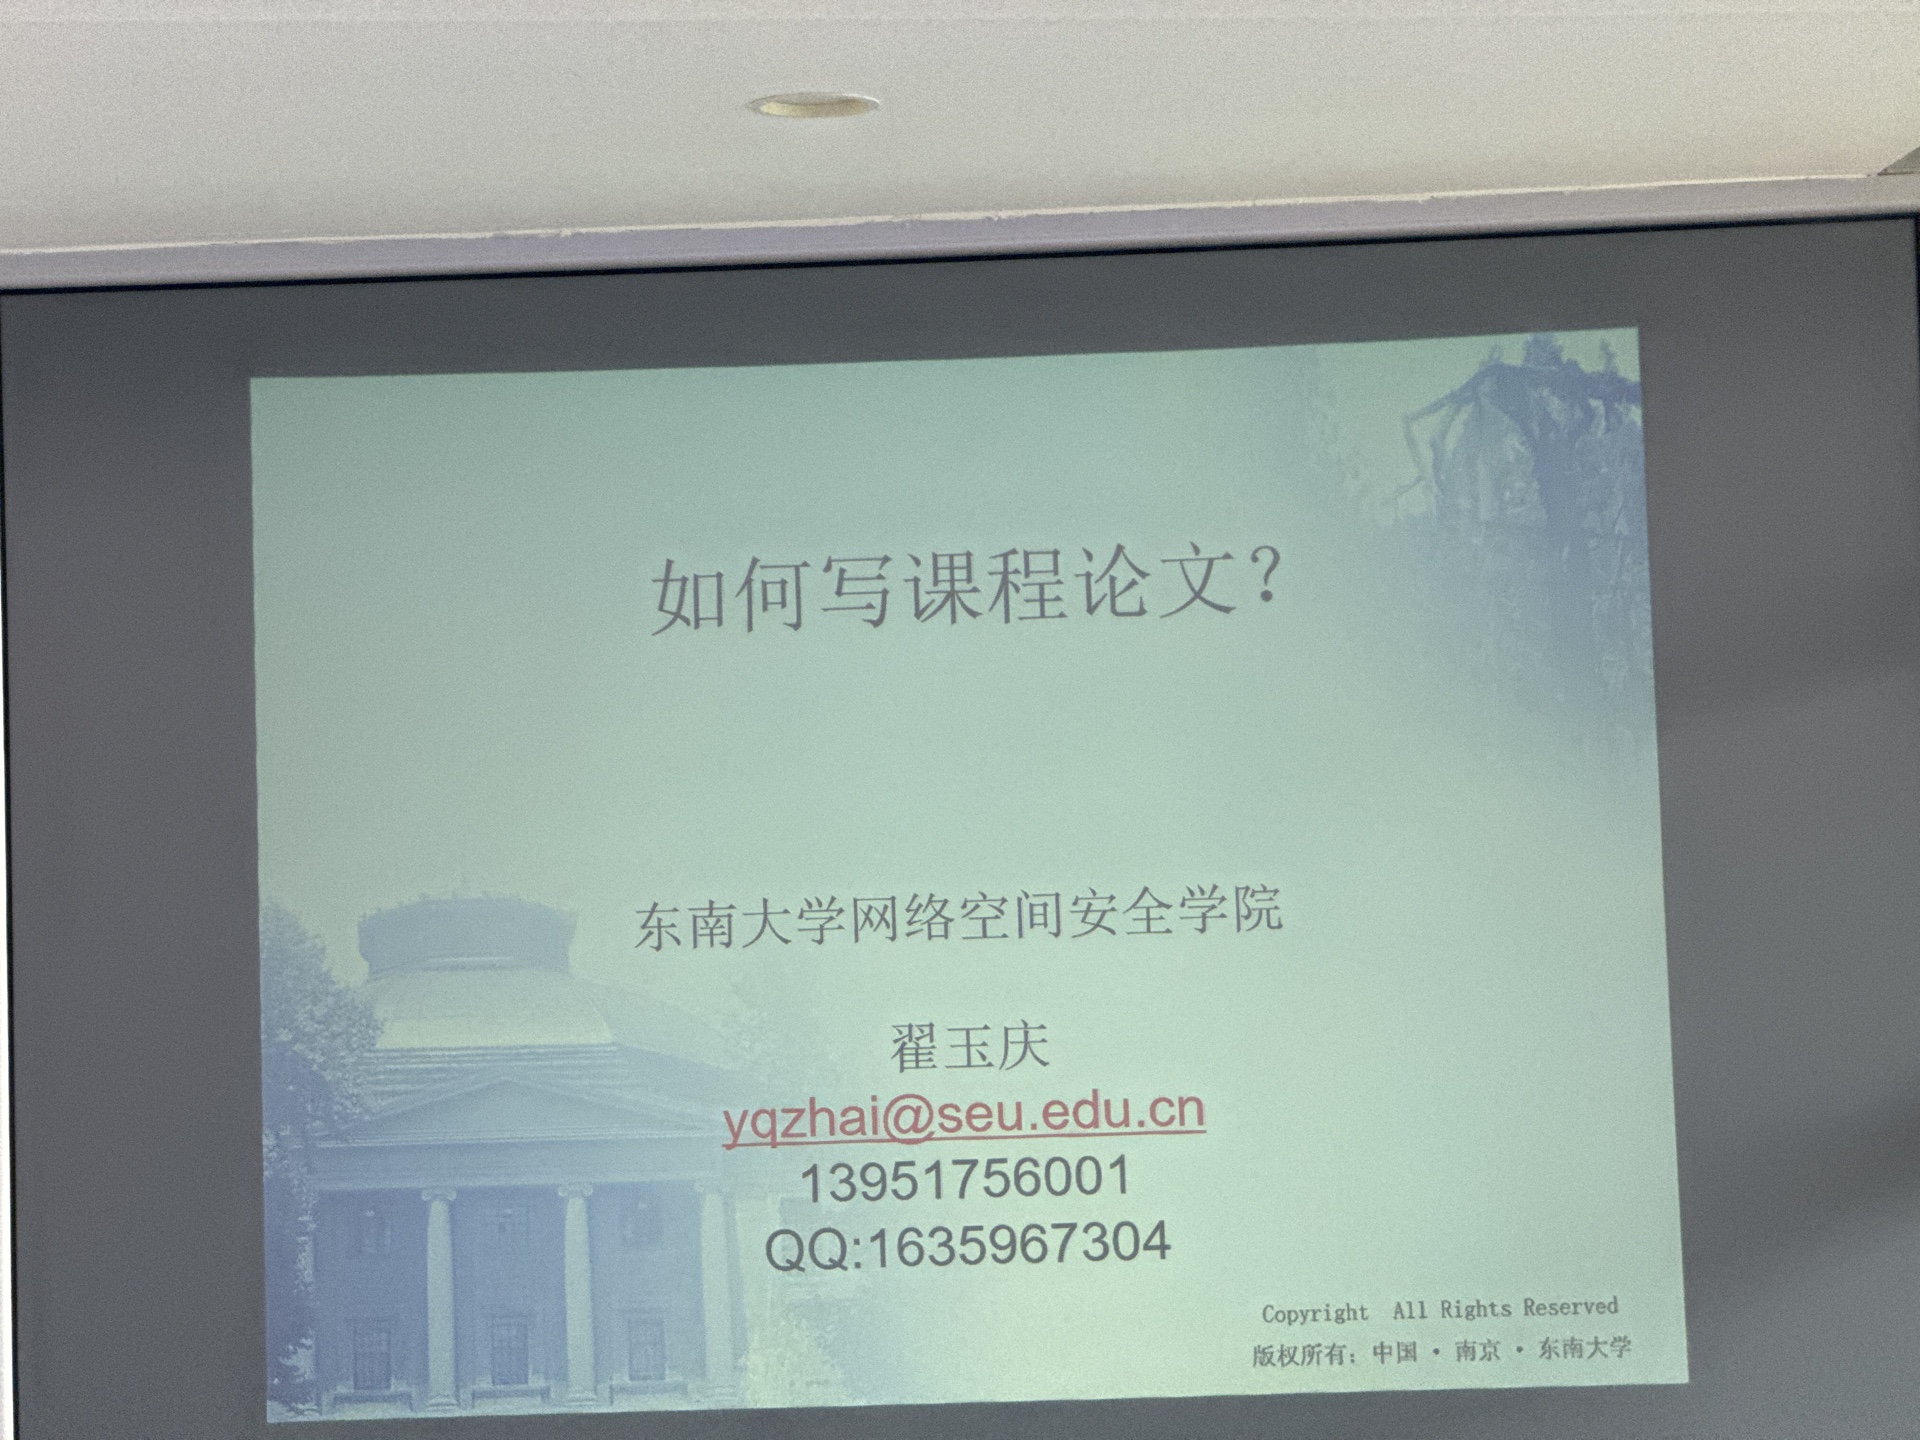 如何写课程论文？
东南大学网络空间安全学院
翟玉庆
yqzhai@seu.edu.cn
13951756001
QQ:1635967304
Copyright  All Rights Reserved
版权所有：中国·南京·东南大学